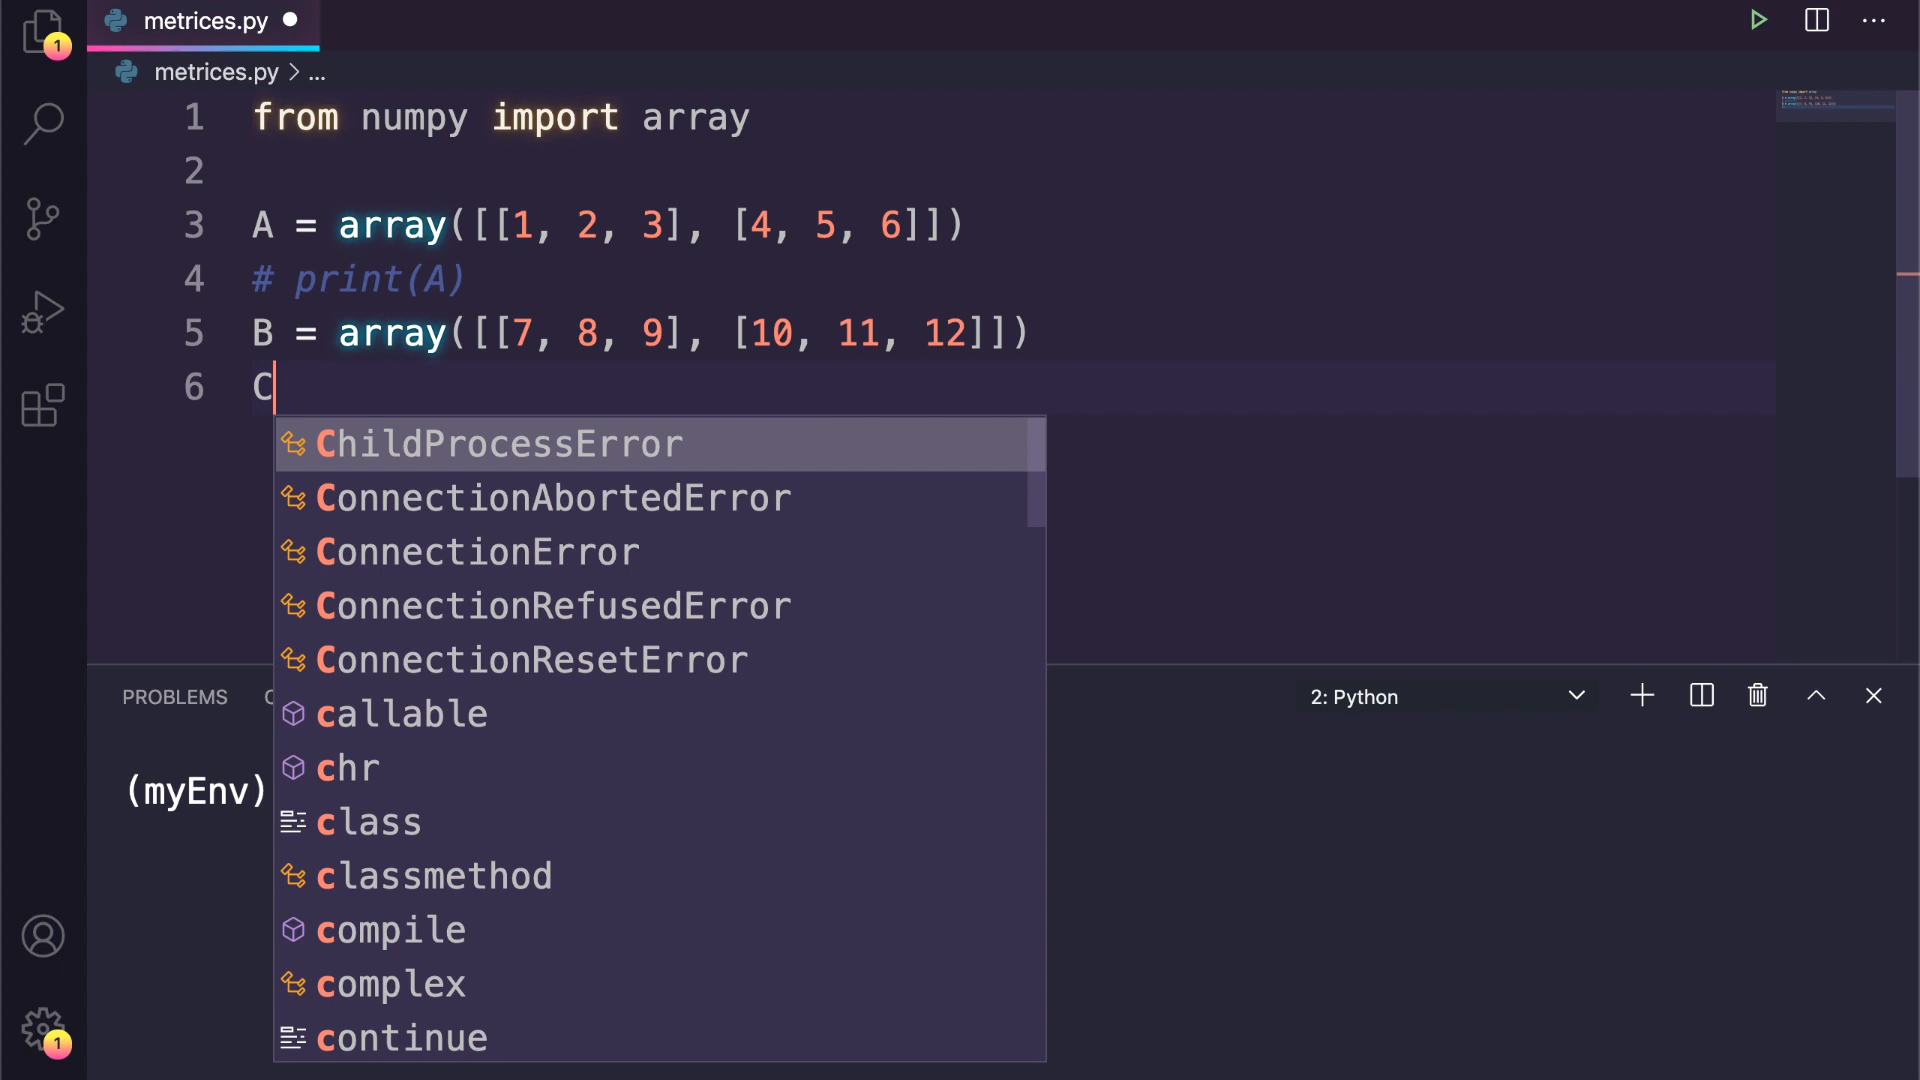 metrices.py
metrices.py > ...
1 from numpy import array
2
3 A = array([[1, 2, 3], [4, 5, 6]])
4 # print(A)
5 B = array([[7, 8, 9], [10, 11, 12]])
6 C
ChildProcessError
ConnectionAbortedError
ConnectionError
ConnectionRefusedError
ConnectionResetError
callable
chr
class
classmethod
compile
complex
continue
PROBLEMS
2: Python
(myEnv)
1
1